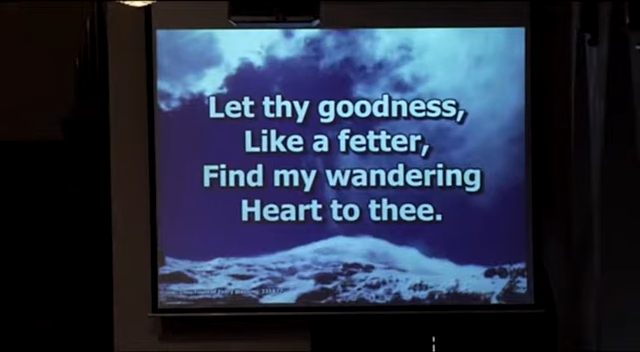 Let thy goodness,
Like a fetter,
Find my wandering
Heart to thee.